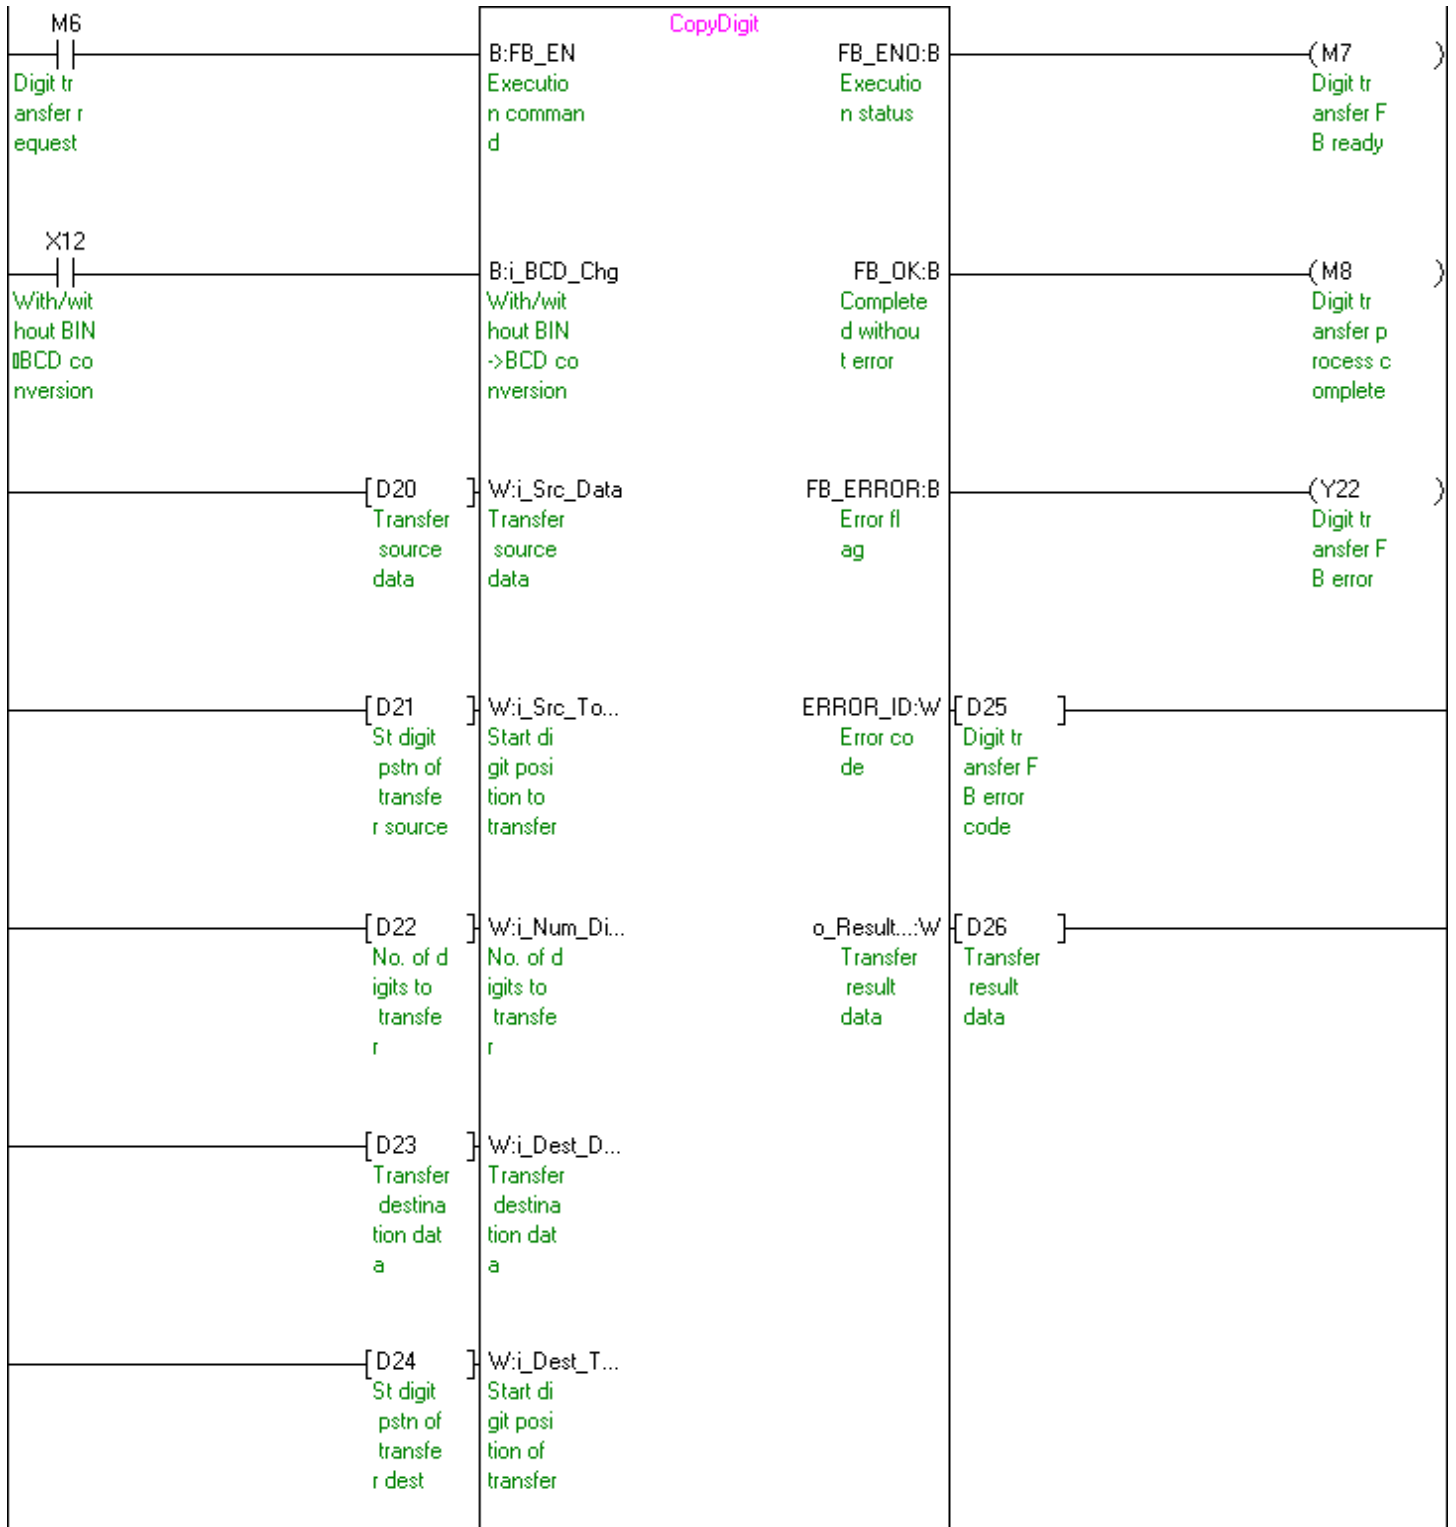 M6
CopyDigit
B:FB_EN
FB_ENO:B
(M7 )
Digit tr
ansfer r
equest
Executio
n comman
d
Executio
n status
Digit tr
ansfer F
B ready
X12
B:i_BCD_Chg
FB_OK:B
(M8 )
With/wit
hout BIN
BCD co
nversion
With/wit
hout BIN
->BCD co
nversion
Complete
d withou
t error
Digit tr
ansfer p
rocess c
omplete
[D20 ]
W:i_Src_Data
FB_ERROR:B
(Y22 )
Transfer
source
data
Transfer
source
data
Error fl
ag
Digit tr
ansfer F
B error
[D21 ]
W:i_Src_To...
ERROR_ID:W
[D25 ]
St digit
pstn of
transfe
r source
Start di
git posi
tion to
transfer
Error co
de
Digit tr
ansfer F
B error
code
[D22 ]
W:i_Num_Di...
o_Result...:W
[D26 ]
No. of d
igits to
transfe
r
No. of d
igits to
transfe
r
Transfer
result
data
Transfer
result
data
[D23 ]
W:i_Dest_D...
Transfer
destina
tion dat
a
Transfer
destina
tion dat
a
[D24 ]
W:i_Dest_T...
St digit
pstn of
transfe
r dest
Start di
git posi
tion of
transfer